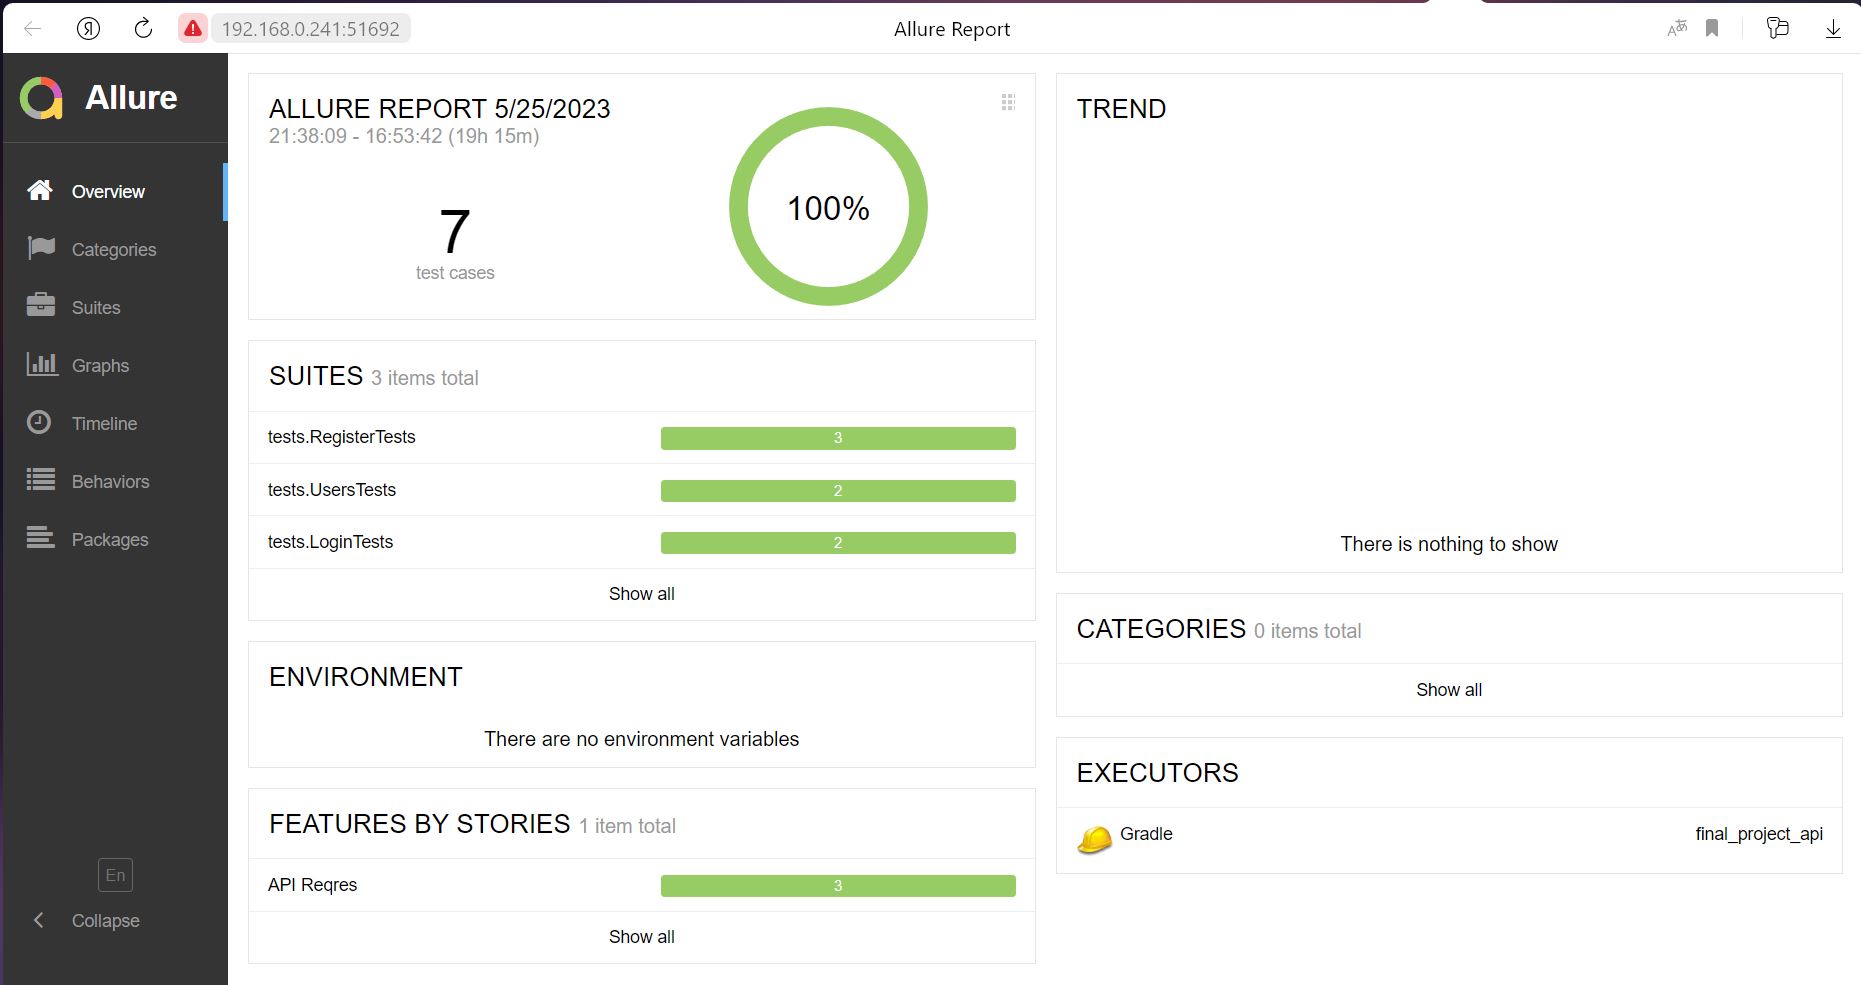 192.168.0.241:51692
Allure Report
Allure
Overview
Categories
Suites
Graphs
Timeline
Behaviors
Packages
En
Collapse
ALLURE REPORT 5/25/2023
21:38:09 - 16:53:42 (19h 15m)
7
test cases
100%
SUITES 3 items total
tests.RegisterTests 3
tests.UsersTests 2
tests.LoginTests 2
Show all
ENVIRONMENT
There are no environment variables
FEATURES BY STORIES 1 item total
API Reqres 3
Show all
TREND
There is nothing to show
CATEGORIES 0 items total
Show all
EXECUTORS
Gradle final_project_api